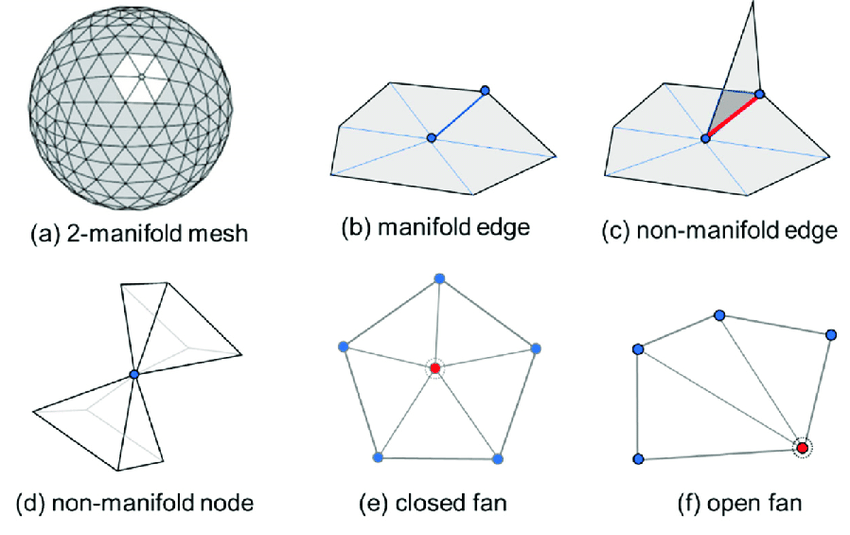 (a) 2-manifold mesh
(b) manifold edge
(c) non-manifold edge
(d) non-manifold node
(e) closed fan
(f) open fan